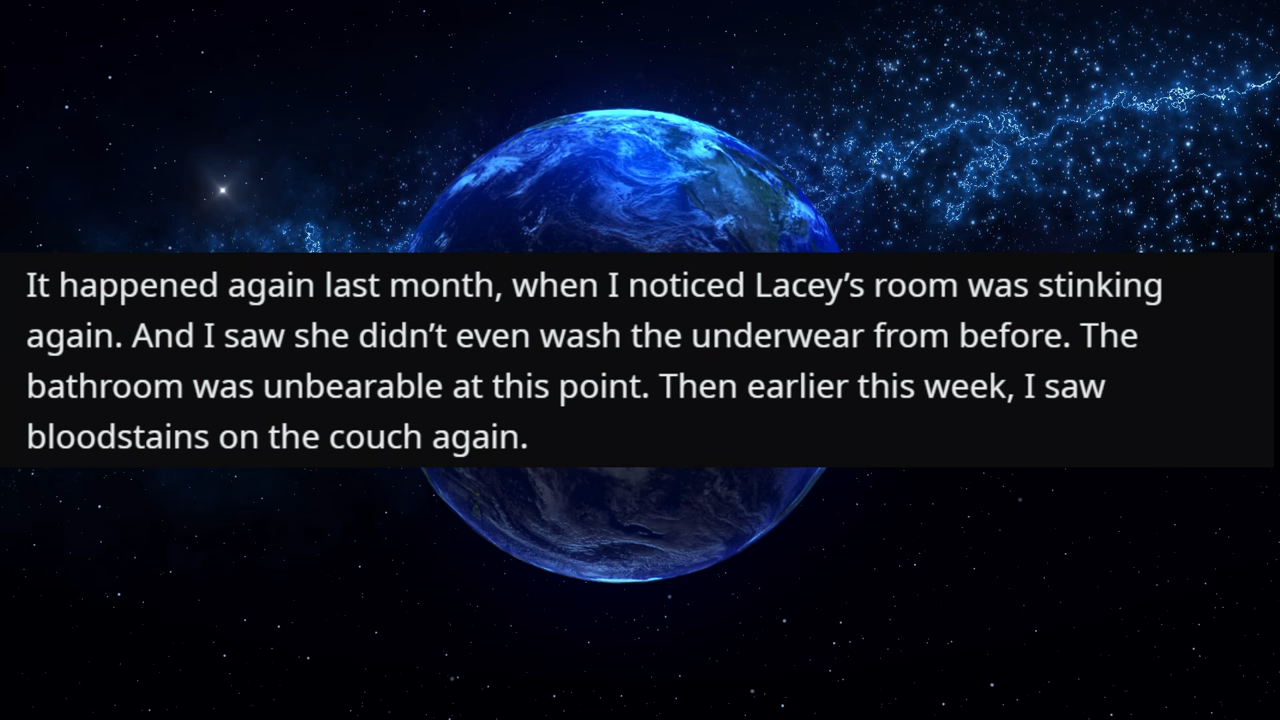 It happened again last month, when I noticed Lacey’s room was stinking
again. And I saw she didn’t even wash the underwear from before. The
bathroom was unbearable at this point. Then earlier this week, I saw
bloodstains on the couch again.